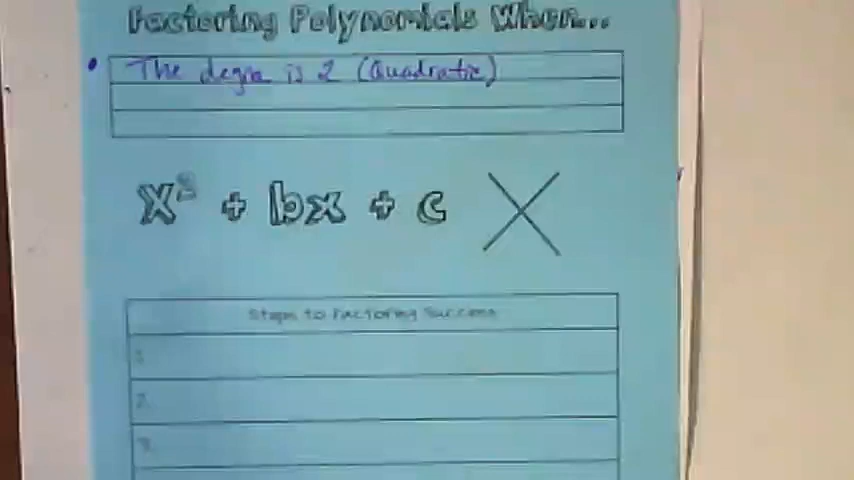 Factoring Polynomials When...
• The degree is 2 (Quadratic)
x² + bx + c
Steps to Factoring Success
1.
2.
3.